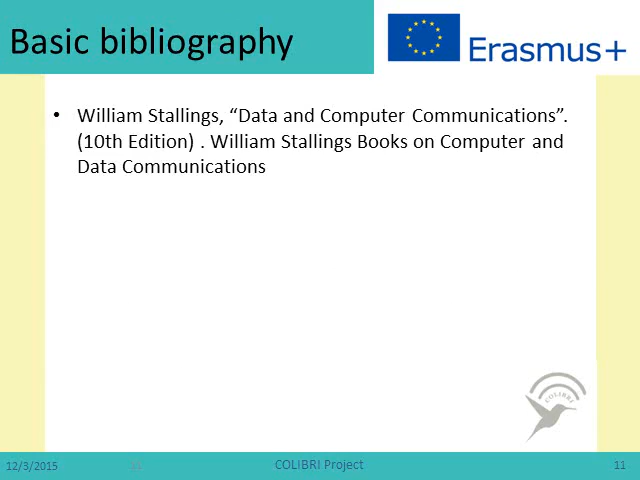 Basic bibliography
Erasmus+
• William Stallings, “Data and Computer Communications”.
(10th Edition) . William Stallings Books on Computer and
Data Communications
COLIBRI
12/3/2015
COLIBRI Project
11